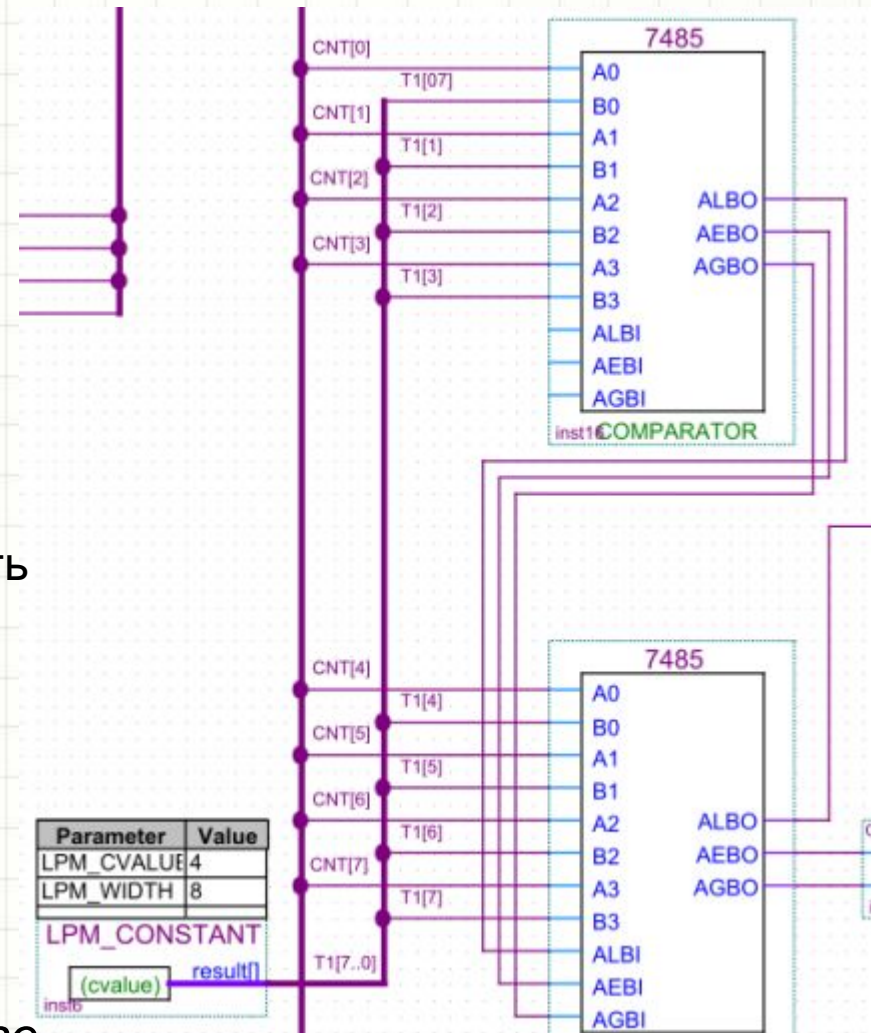 7485
CNT[0]
A0
T1[07]
B0
CNT[1]
A1
T1[1]
B1
CNT[2]
A2
ALBO
T1[2]
B2
AEBO
CNT[3]
A3
AGBO
T1[3]
B3
ALBI
AEBI
AGBI
COMPARATOR
ть
7485
CNT[4]
A0
T1[4]
B0
CNT[5]
A1
T1[5]
B1
CNT[6]
A2
ALBO
T1[6]
B2
AEBO
CNT[7]
A3
AGBO
T1[7]
B3
ALBI
AEBI
AGBI
Parameter Value
LPM_CVALUE 4
LPM_WIDTH 8
LPM_CONSTANT
(cvalue) result[]
T1[7..0]
inst6